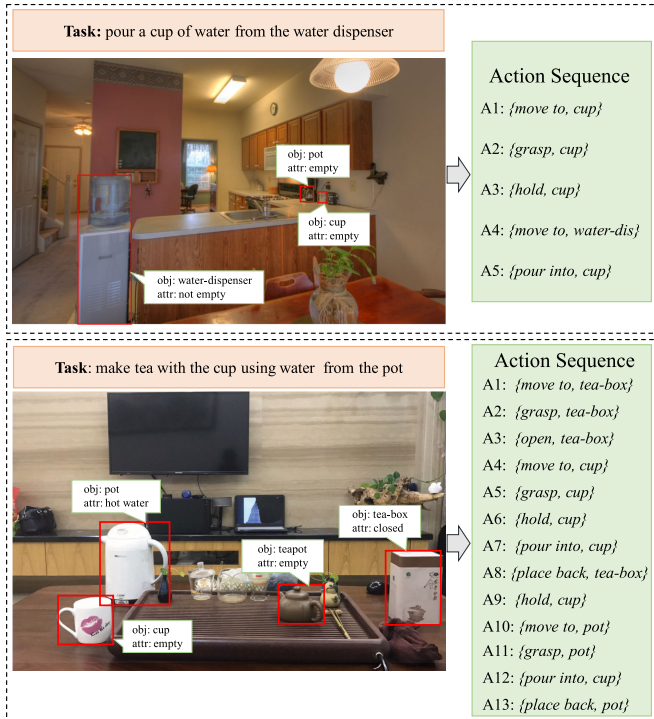 Task: pour a cup of water from the water dispenser
obj: pot
attr: empty
obj: cup
attr: empty
obj: water-dispenser
attr: not empty
Action Sequence
A1: {move to, cup}
A2: {grasp, cup}
A3: {hold, cup}
A4: {move to, water-dis}
A5: {pour into, cup}
Task: make tea with the cup using water from the pot
obj: pot
attr: hot water
obj: tea-box
attr: closed
obj: teapot
attr: empty
obj: cup
attr: empty
Action Sequence
A1: {move to, tea-box}
A2: {grasp, tea-box}
A3: {open, tea-box}
A4: {move to, cup}
A5: {grasp, cup}
A6: {hold, cup}
A7: {pour into, cup}
A8: {place back, tea-box}
A9: {hold, cup}
A10: {move to, pot}
A11: {grasp, pot}
A12: {pour into, cup}
A13: {place back, pot}